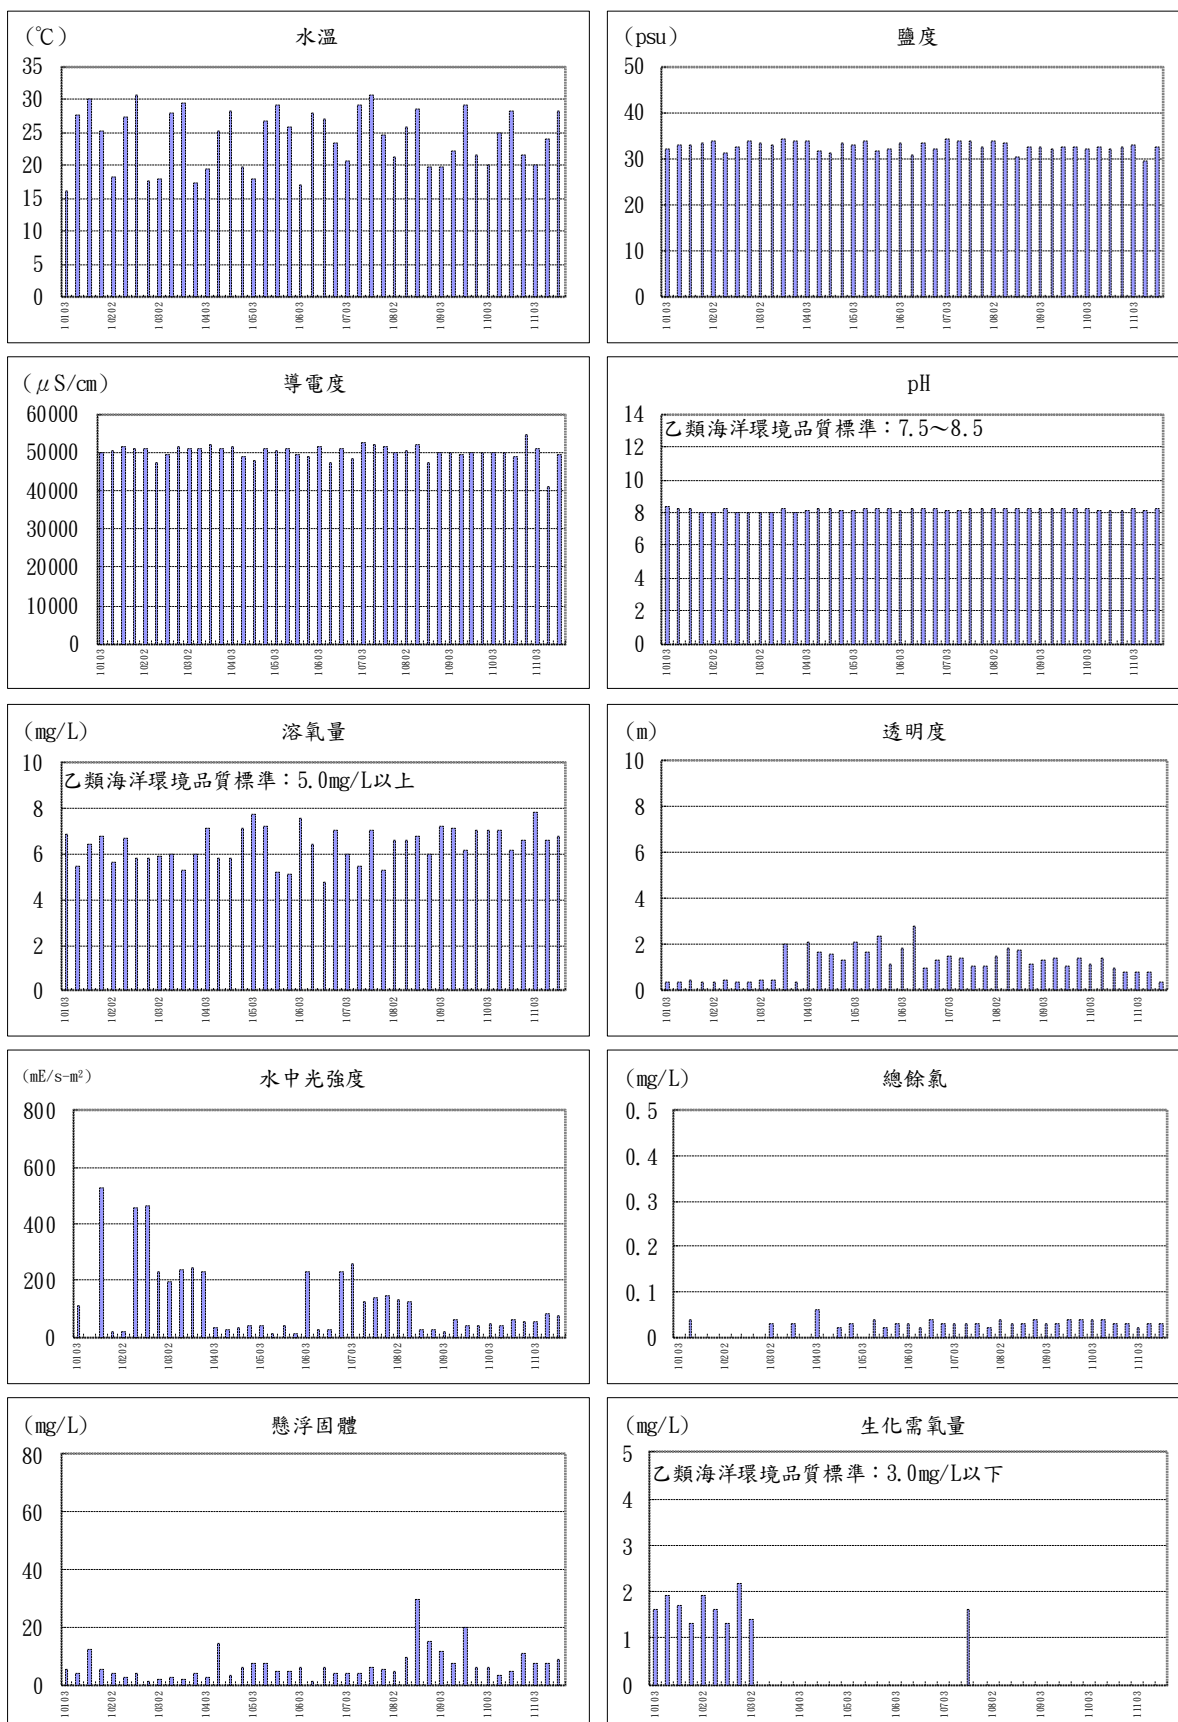 (℃) 水溫
35
30
25
20
15
10
5
0
10103 10202 10302 10403 10503 10603 10703 10802 10903 11003 11103
(psu) 鹽度
50
40
30
20
10
0
10103 10202 10302 10403 10503 10603 10703 10802 10903 11003 11103
(μS/cm) 導電度
60000
50000
40000
30000
20000
10000
0
10103 10202 10302 10403 10503 10603 10703 10802 10903 11003 11103
pH
乙類海洋環境品質標準：7.5～8.5
14
12
10
8
6
4
2
0
10103 10202 10302 10403 10503 10603 10703 10802 10903 11003 11103
(mg/L) 溶氧量
乙類海洋環境品質標準：5.0mg/L以上
10
8
6
4
2
0
10103 10202 10302 10403 10503 10603 10703 10802 10903 11003 11103
(m) 透明度
10
8
6
4
2
0
10103 10202 10302 10403 10503 10603 10703 10802 10903 11003 11103
(mE/s-m²) 水中光強度
800
600
400
200
0
10103 10202 10302 10403 10503 10603 10703 10802 10903 11003 11103
(mg/L) 總餘氯
0.5
0.4
0.3
0.2
0.1
0
10103 10202 10302 10403 10503 10603 10703 10802 10903 11003 11103
(mg/L) 懸浮固體
80
60
40
20
0
10103 10202 10302 10403 10503 10603 10703 10802 10903 11003 11103
(mg/L) 生化需氧量
乙類海洋環境品質標準：3.0mg/L以下
5
4
3
2
1
0
10103 10202 10302 10403 10503 10603 10703 10802 10903 11003 11103